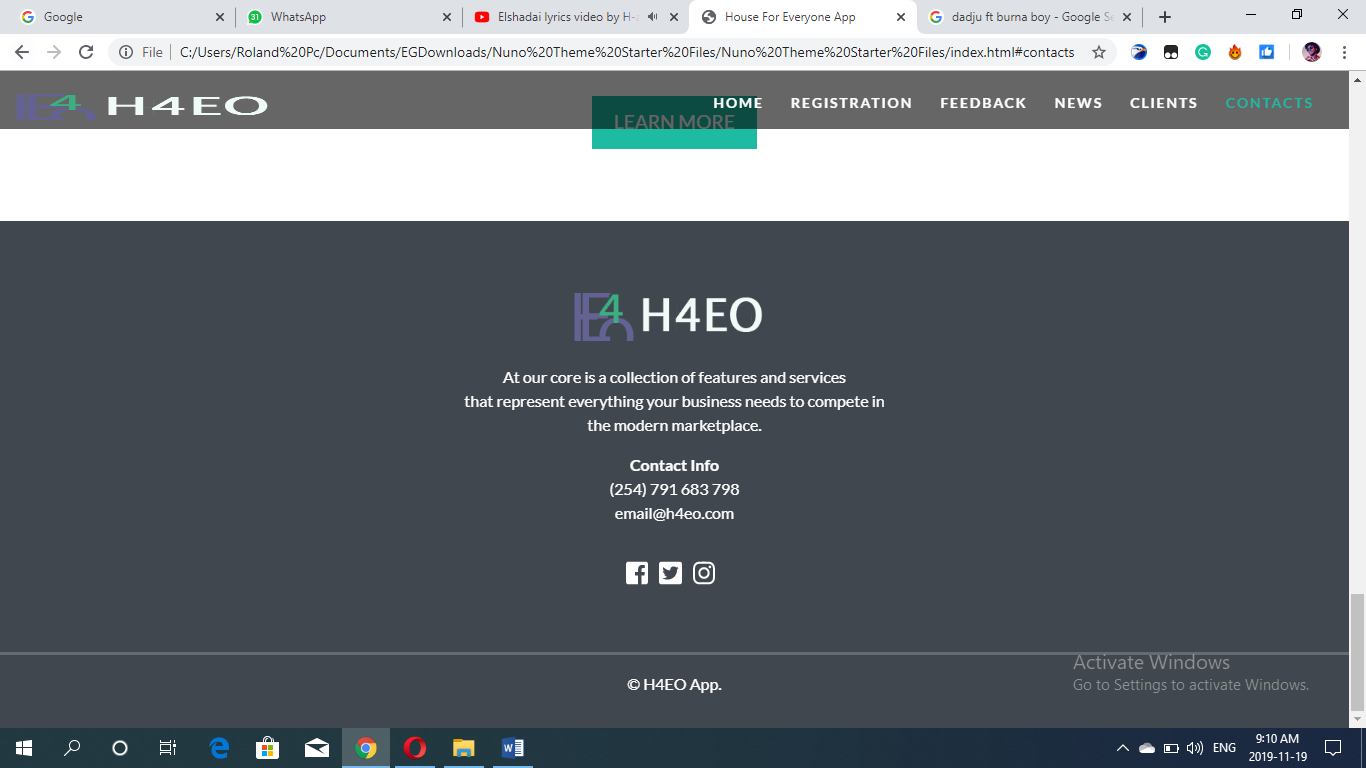 Google
WhatsApp
Elshadai lyrics video by H-a
House For Everyone App
dadju ft burna boy - Google Se
File
C:/Users/Roland%20Pc/Documents/EGDownloads/Nuno%20Theme%20Starter%20Files/Nuno%20Theme%20Starter%20Files/index.html#contacts
H4EO
HOME REGISTRATION FEEDBACK NEWS CLIENTS CONTACTS
LEARN MORE
H4EO
At our core is a collection of features and services
that represent everything your business needs to compete in
the modern marketplace.
Contact Info
(254) 791 683 798
email@h4eo.com
© H4EO App.
Activate Windows
Go to Settings to activate Windows.
ENG
9:10 AM
2019-11-19